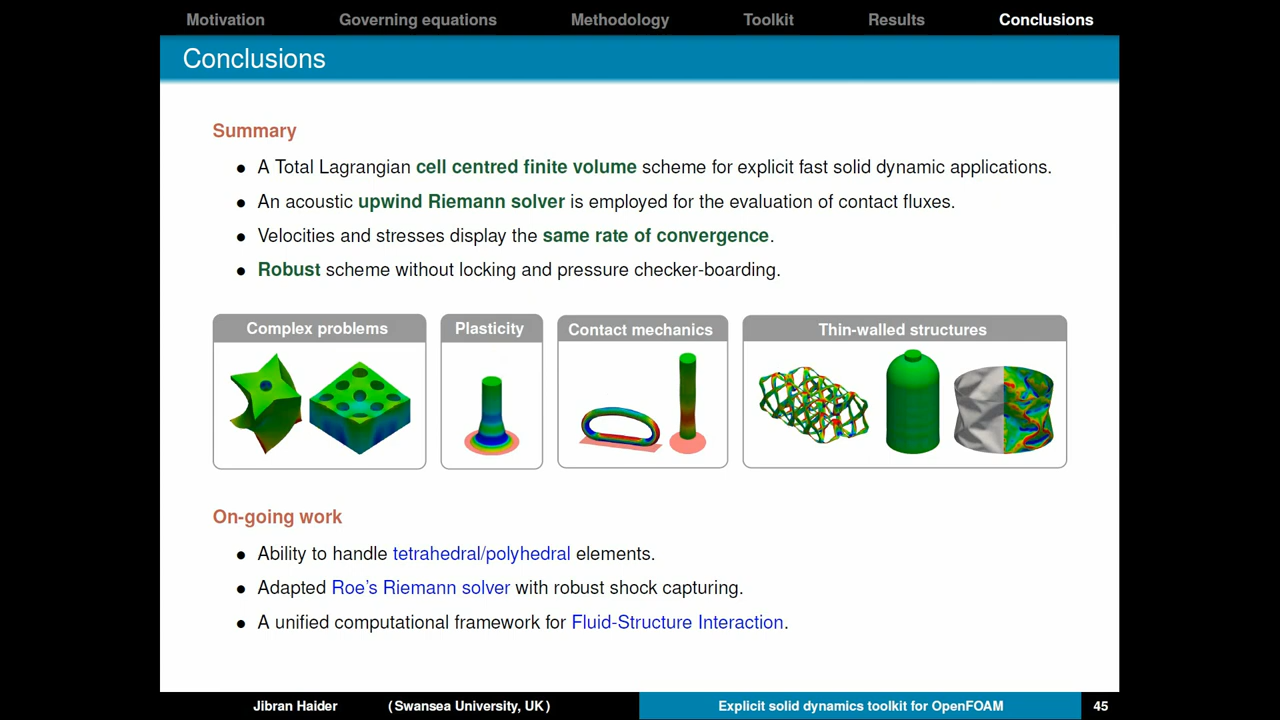 Motivation Governing equations Methodology Toolkit Results Conclusions
Conclusions
Summary
● A Total Lagrangian cell centred finite volume scheme for explicit fast solid dynamic applications.
● An acoustic upwind Riemann solver is employed for the evaluation of contact fluxes.
● Velocities and stresses display the same rate of convergence.
● Robust scheme without locking and pressure checker-boarding.
Complex problems Plasticity Contact mechanics Thin-walled structures
On-going work
● Ability to handle tetrahedral/polyhedral elements.
● Adapted Roe's Riemann solver with robust shock capturing.
● A unified computational framework for Fluid-Structure Interaction.
Jibran Haider (Swansea University, UK) Explicit solid dynamics toolkit for OpenFOAM 45